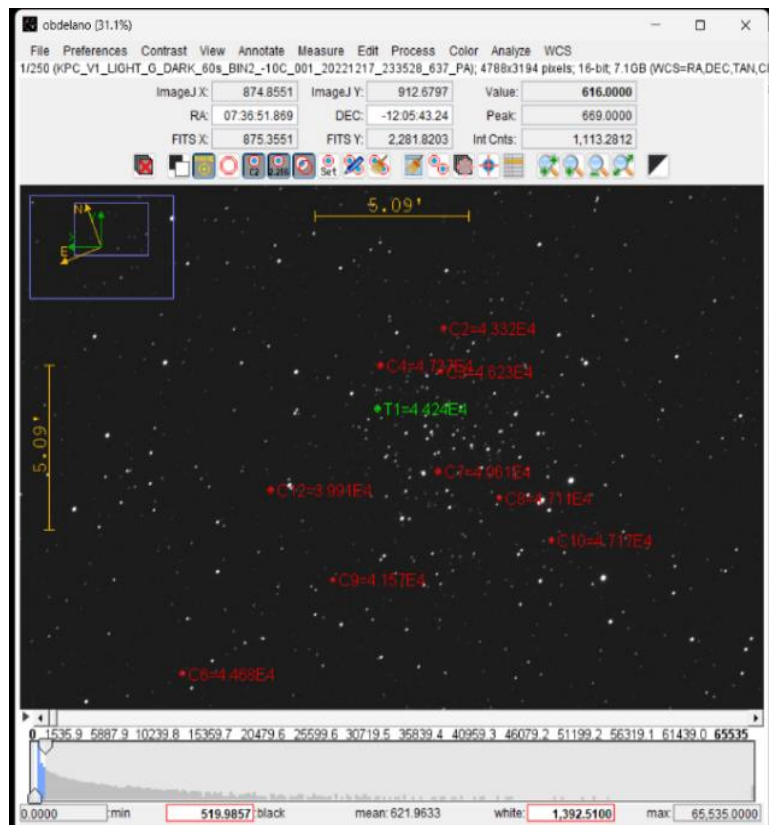 obdelano (31.1%)
File Preferences Contrast View Annotate Measure Edit Process Color Analyze WCS
1/250 (KPC_V1_LIGHT_G_DARK_60s_BIN2_-10C_001_20221217_233528_637_PA); 4788x3194 pixels; 16-bit; 7.1GB (WCS=RA,DEC,TAN,CI
ImageJ X: 874.8551 ImageJ Y: 912.6797 Value: 616.0000
RA: 07:36:51.869 DEC: -12:05:43.24 Peak: 669.0000
FITS X: 875.3551 FITS Y: 2,281.8203 Int Cnts: 1,113.2812
C2 2.216 Set
5.09'
N Y
X
E
C2=4.332E4
C4=4.737E4 C3=4.623E4
T1=4.424E4
5.09'
C7=4.961E4
C12=3.991E4 C8=4.711E4
C10=4.717E4
C9=4.157E4
C6=4.468E4
0 1535.9 5887.9 10239.8 15359.7 20479.6 25599.6 30719.5 35839.4 40959.3 46079.2 51199.2 56319.1 61439.0 65535
0.0000 :min 519.9857 :black mean: 621.9633 white: 1,392.5100 max: 65,535.0000